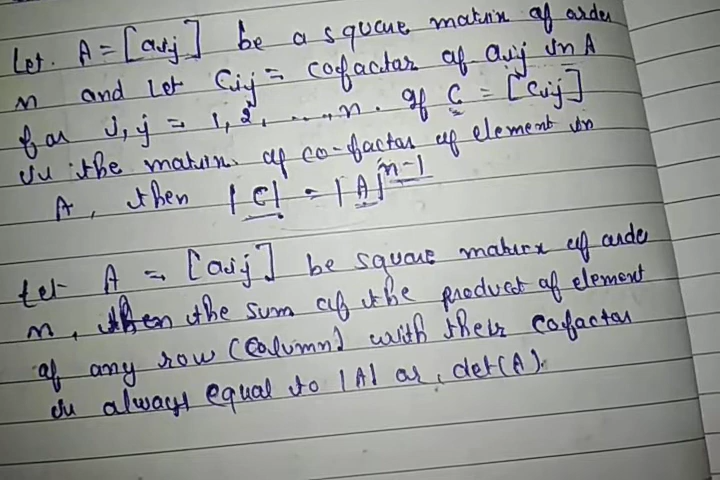 Let. A = [aij] be a square matrix of order
n and let Cij = cofactor of aij in A
for i, j = 1, 2, ....., n. If C = [Cij]
is the matrix of co-factor of element in
A, then |C| = |A|^n-1
Let A = [aij] be square matrix of order
n, then the sum of the product of element
of any row (column) with their cofactor
is always equal to |A| or, det(A).